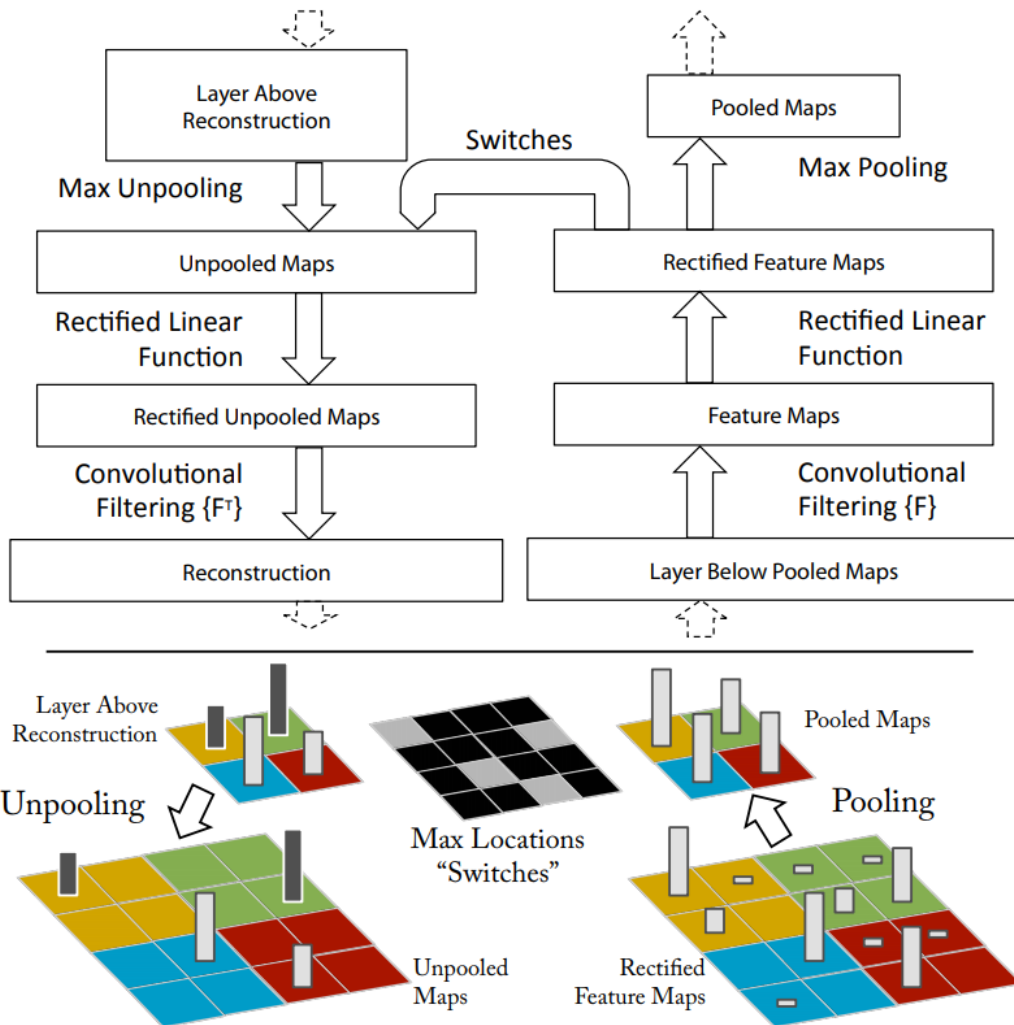 Layer Above
Reconstruction
Pooled Maps
Switches
Max Unpooling
Max Pooling
Unpooled Maps
Rectified Feature Maps
Rectified Linear
Function
Rectified Linear
Function
Rectified Unpooled Maps
Feature Maps
Convolutional
Filtering {Fᵀ}
Convolutional
Filtering {F}
Reconstruction
Layer Below Pooled Maps
Layer Above
Reconstruction
Pooled Maps
Unpooling
Pooling
Max Locations
“Switches”
Unpooled
Maps
Rectified
Feature Maps